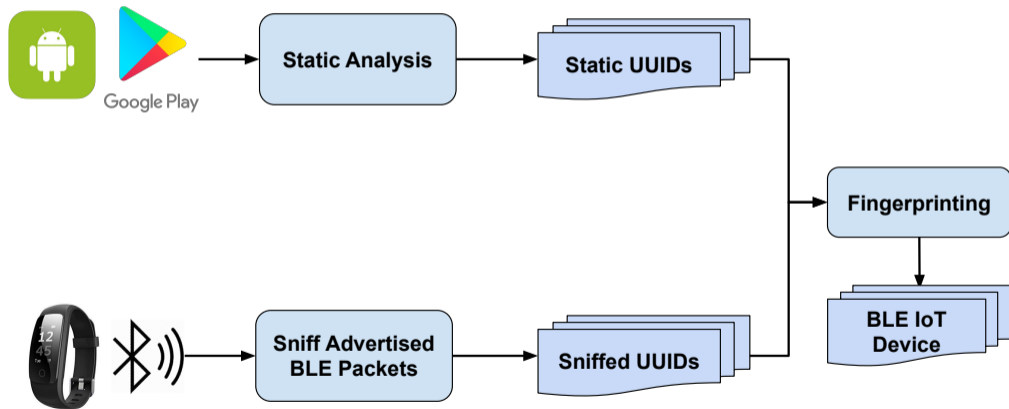 Google Play
Static Analysis
Static UUIDs
Fingerprinting
BLE IoT
Device
12
45
Sniff Advertised
BLE Packets
Sniffed UUIDs